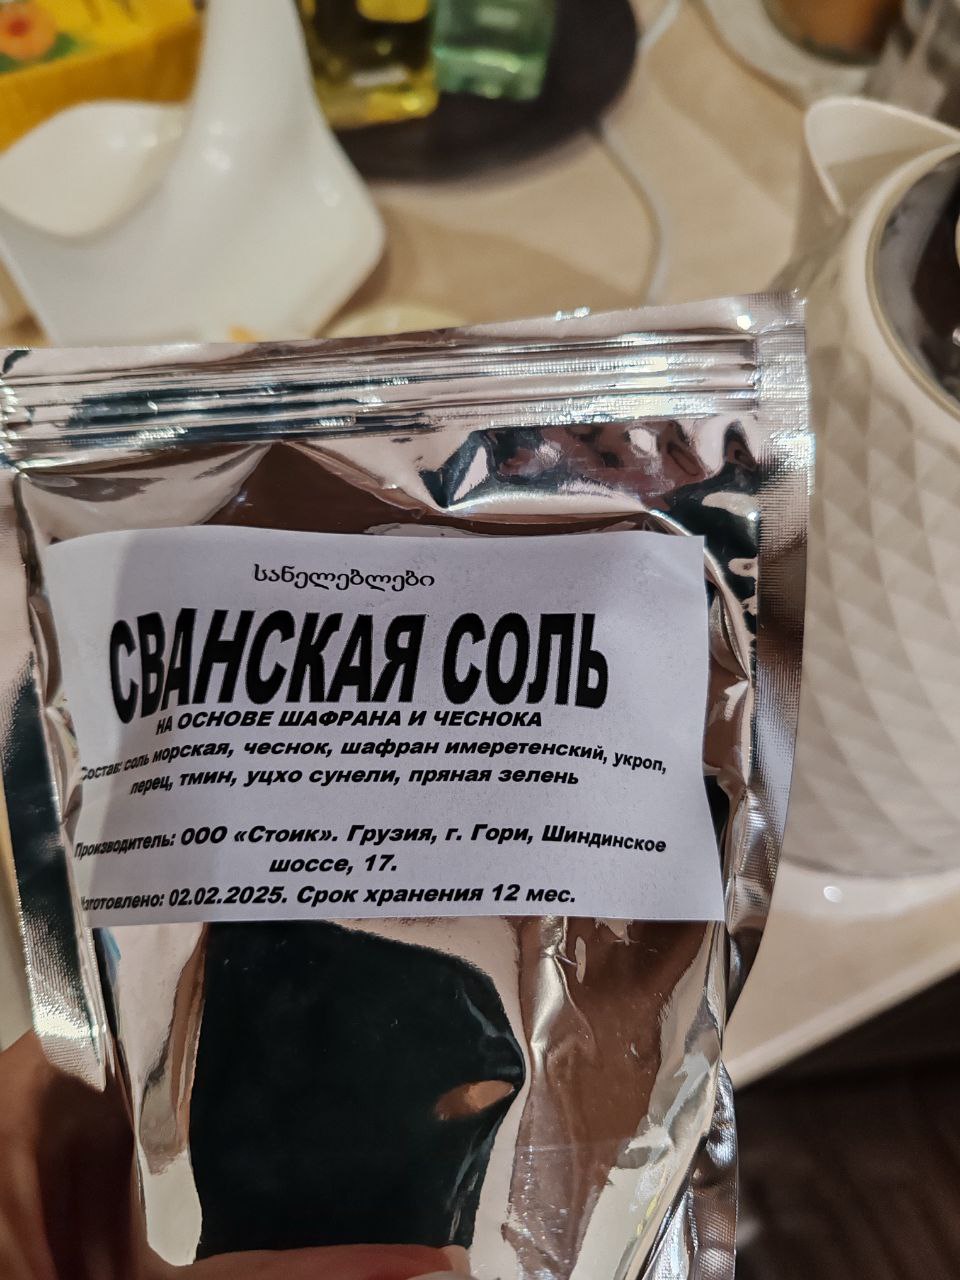 სანელებლები
СВАНСКАЯ СОЛЬ
НА ОСНОВЕ ШАФРАНА И ЧЕСНОКА
Состав: соль морская, чеснок, шафран имеретенский, укроп,
перец, тмин, уцхо сунели, пряная зелень
Производитель: ООО «Стоик». Грузия, г. Гори, Шиндинское
шоссе, 17.
Изготовлено: 02.02.2025. Срок хранения 12 мес.